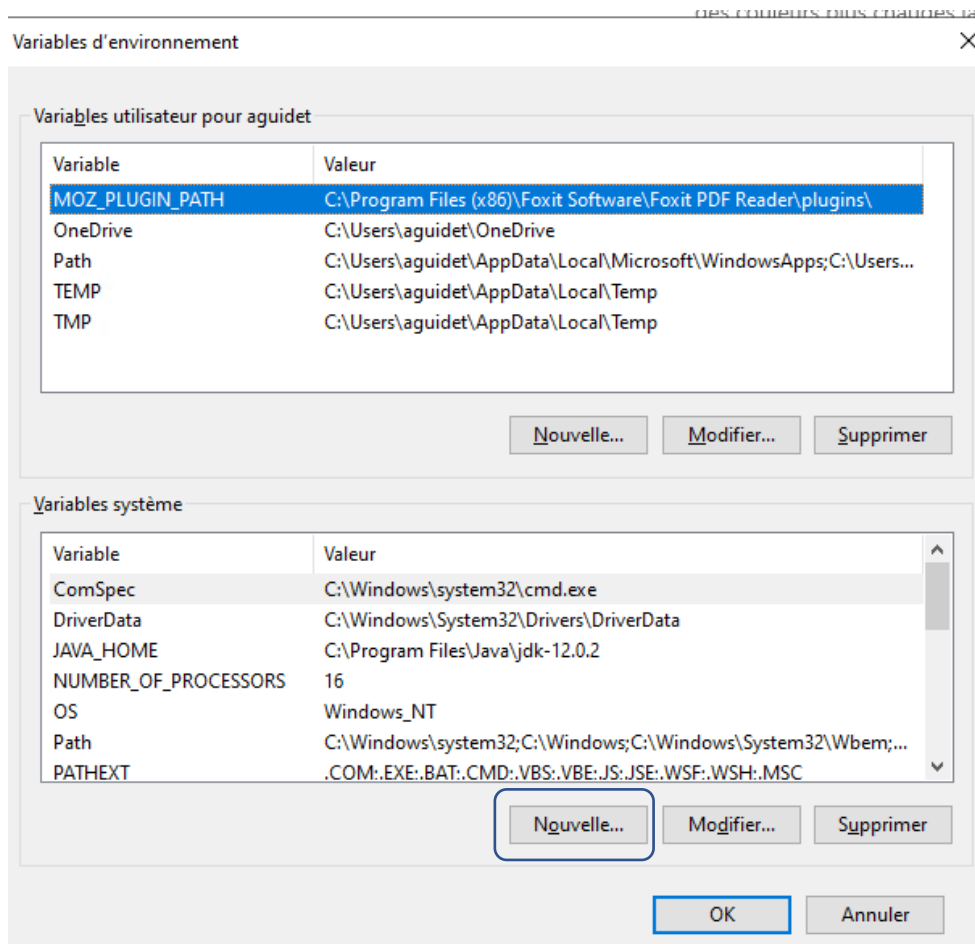 des couleurs plus chaudes la
Variables d'environnement
Variables utilisateur pour aguidet
Variable Valeur
MOZ_PLUGIN_PATH C:\Program Files (x86)\Foxit Software\Foxit PDF Reader\plugins\
OneDrive C:\Users\aguidet\OneDrive
Path C:\Users\aguidet\AppData\Local\Microsoft\WindowsApps;C:\Users...
TEMP C:\Users\aguidet\AppData\Local\Temp
TMP C:\Users\aguidet\AppData\Local\Temp
Nouvelle... Modifier... Supprimer
Variables système
Variable Valeur
ComSpec C:\Windows\system32\cmd.exe
DriverData C:\Windows\System32\Drivers\DriverData
JAVA_HOME C:\Program Files\Java\jdk-12.0.2
NUMBER_OF_PROCESSORS 16
OS Windows_NT
Path C:\Windows\system32;C:\Windows;C:\Windows\System32\Wbem;...
PATHEXT .COM;.EXE;.BAT;.CMD;.VBS;.VBE;.JS;.JSE;.WSF;.WSH;.MSC
Nouvelle... Modifier... Supprimer
OK Annuler